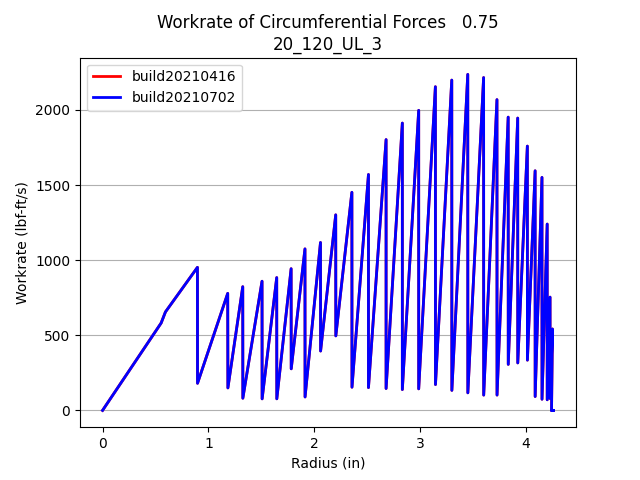 Workrate of Circumferential Forces 0.75
20_120_UL_3
build20210416
build20210702
Workrate (lbf-ft/s)
2000
1500
1000
500
0
0 1 2 3 4
Radius (in)